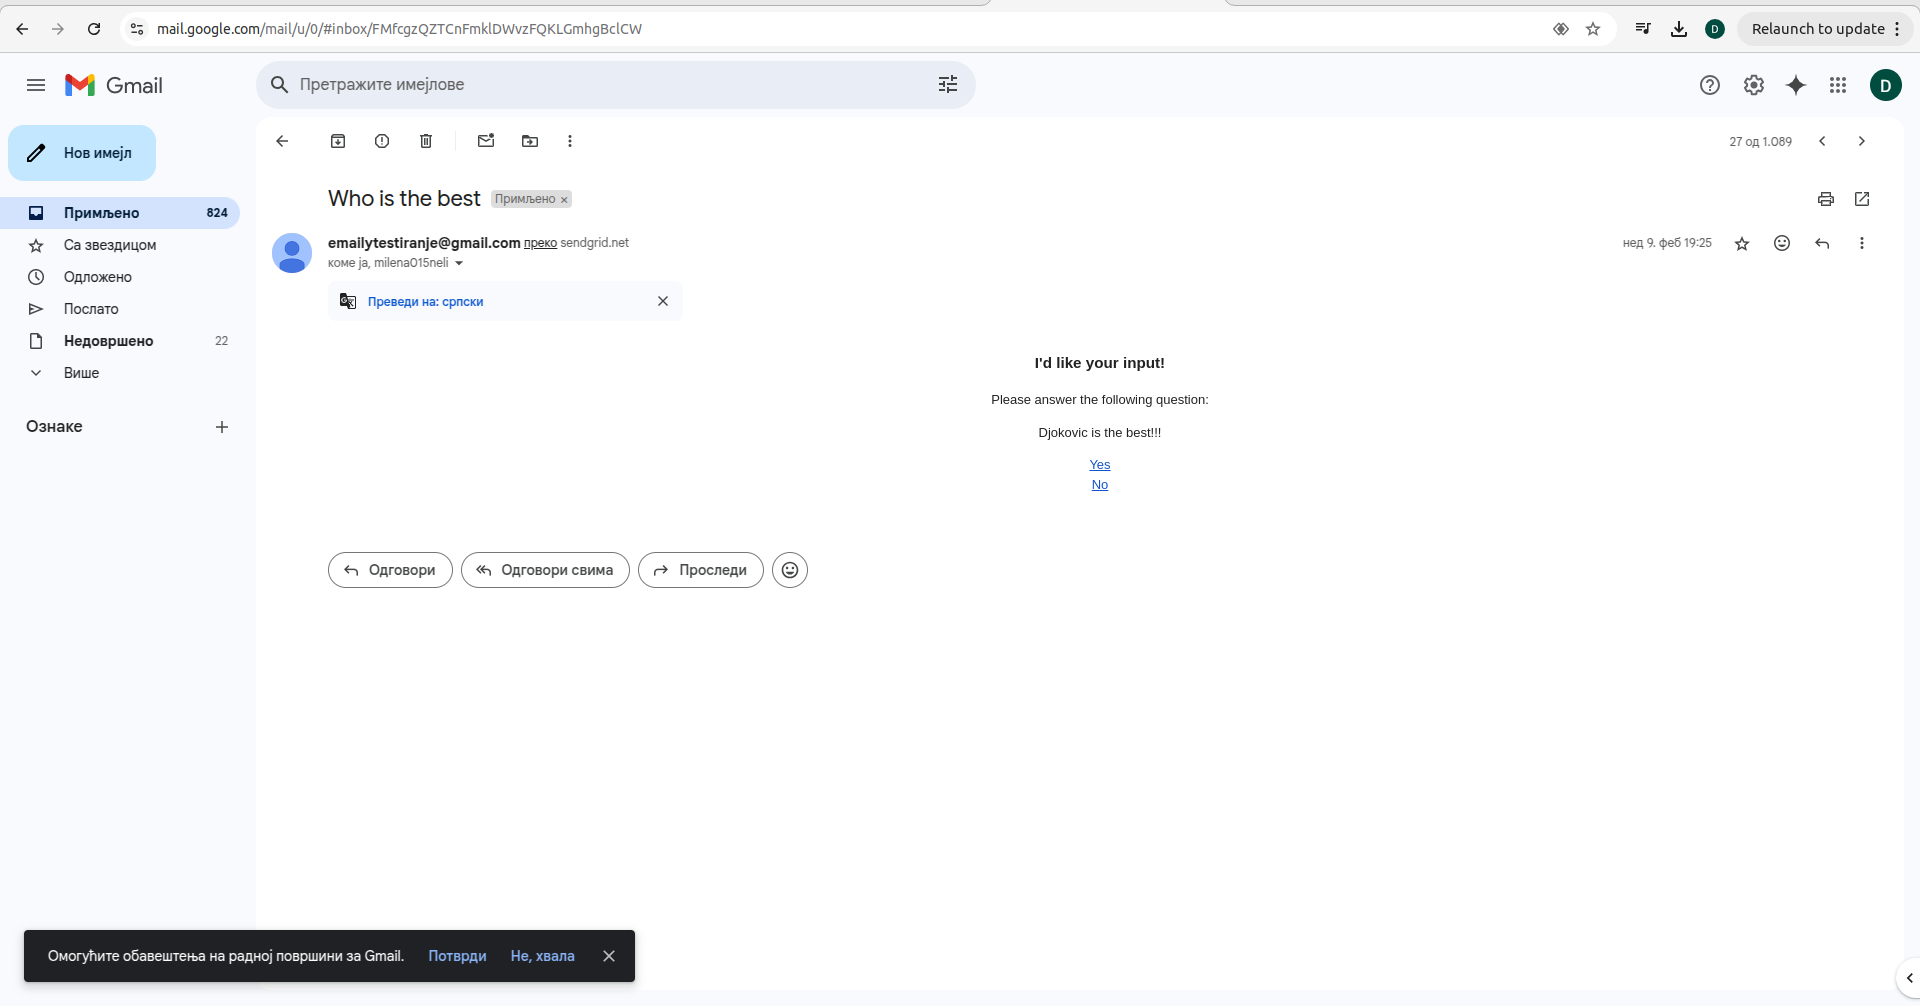 mail.google.com/mail/u/0/#inbox/FMfcgzQZTCnFmklDWvzFQKLGmhgBclCW
D
Relaunch to update
Gmail
Претражите имејлове
D
Нов имејл
27 од 1.089
Примљено 824
Са звездицом
Одложено
Послато
Недовршено 22
Више
Ознаке
Who is the best Примљено
emailytestiranje@gmail.com преко sendgrid.net
нед 9. феб 19:25
коме ја, milena015neli
Преведи на: српски
I'd like your input!
Please answer the following question:
Djokovic is the best!!!
Yes
No
Одговори
Одговори свима
Проследи
Омогућите обавештења на радној површини за Gmail. Потврди Не, хвала